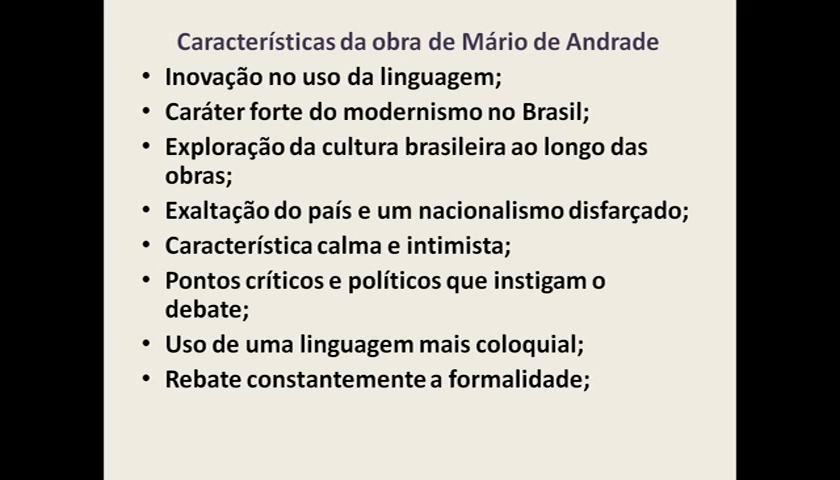 Características da obra de Mário de Andrade
• Inovação no uso da linguagem;
• Caráter forte do modernismo no Brasil;
• Exploração da cultura brasileira ao longo das
obras;
• Exaltação do país e um nacionalismo disfarçado;
• Característica calma e intimista;
• Pontos críticos e políticos que instigam o
debate;
• Uso de uma linguagem mais coloquial;
• Rebate constantemente a formalidade;